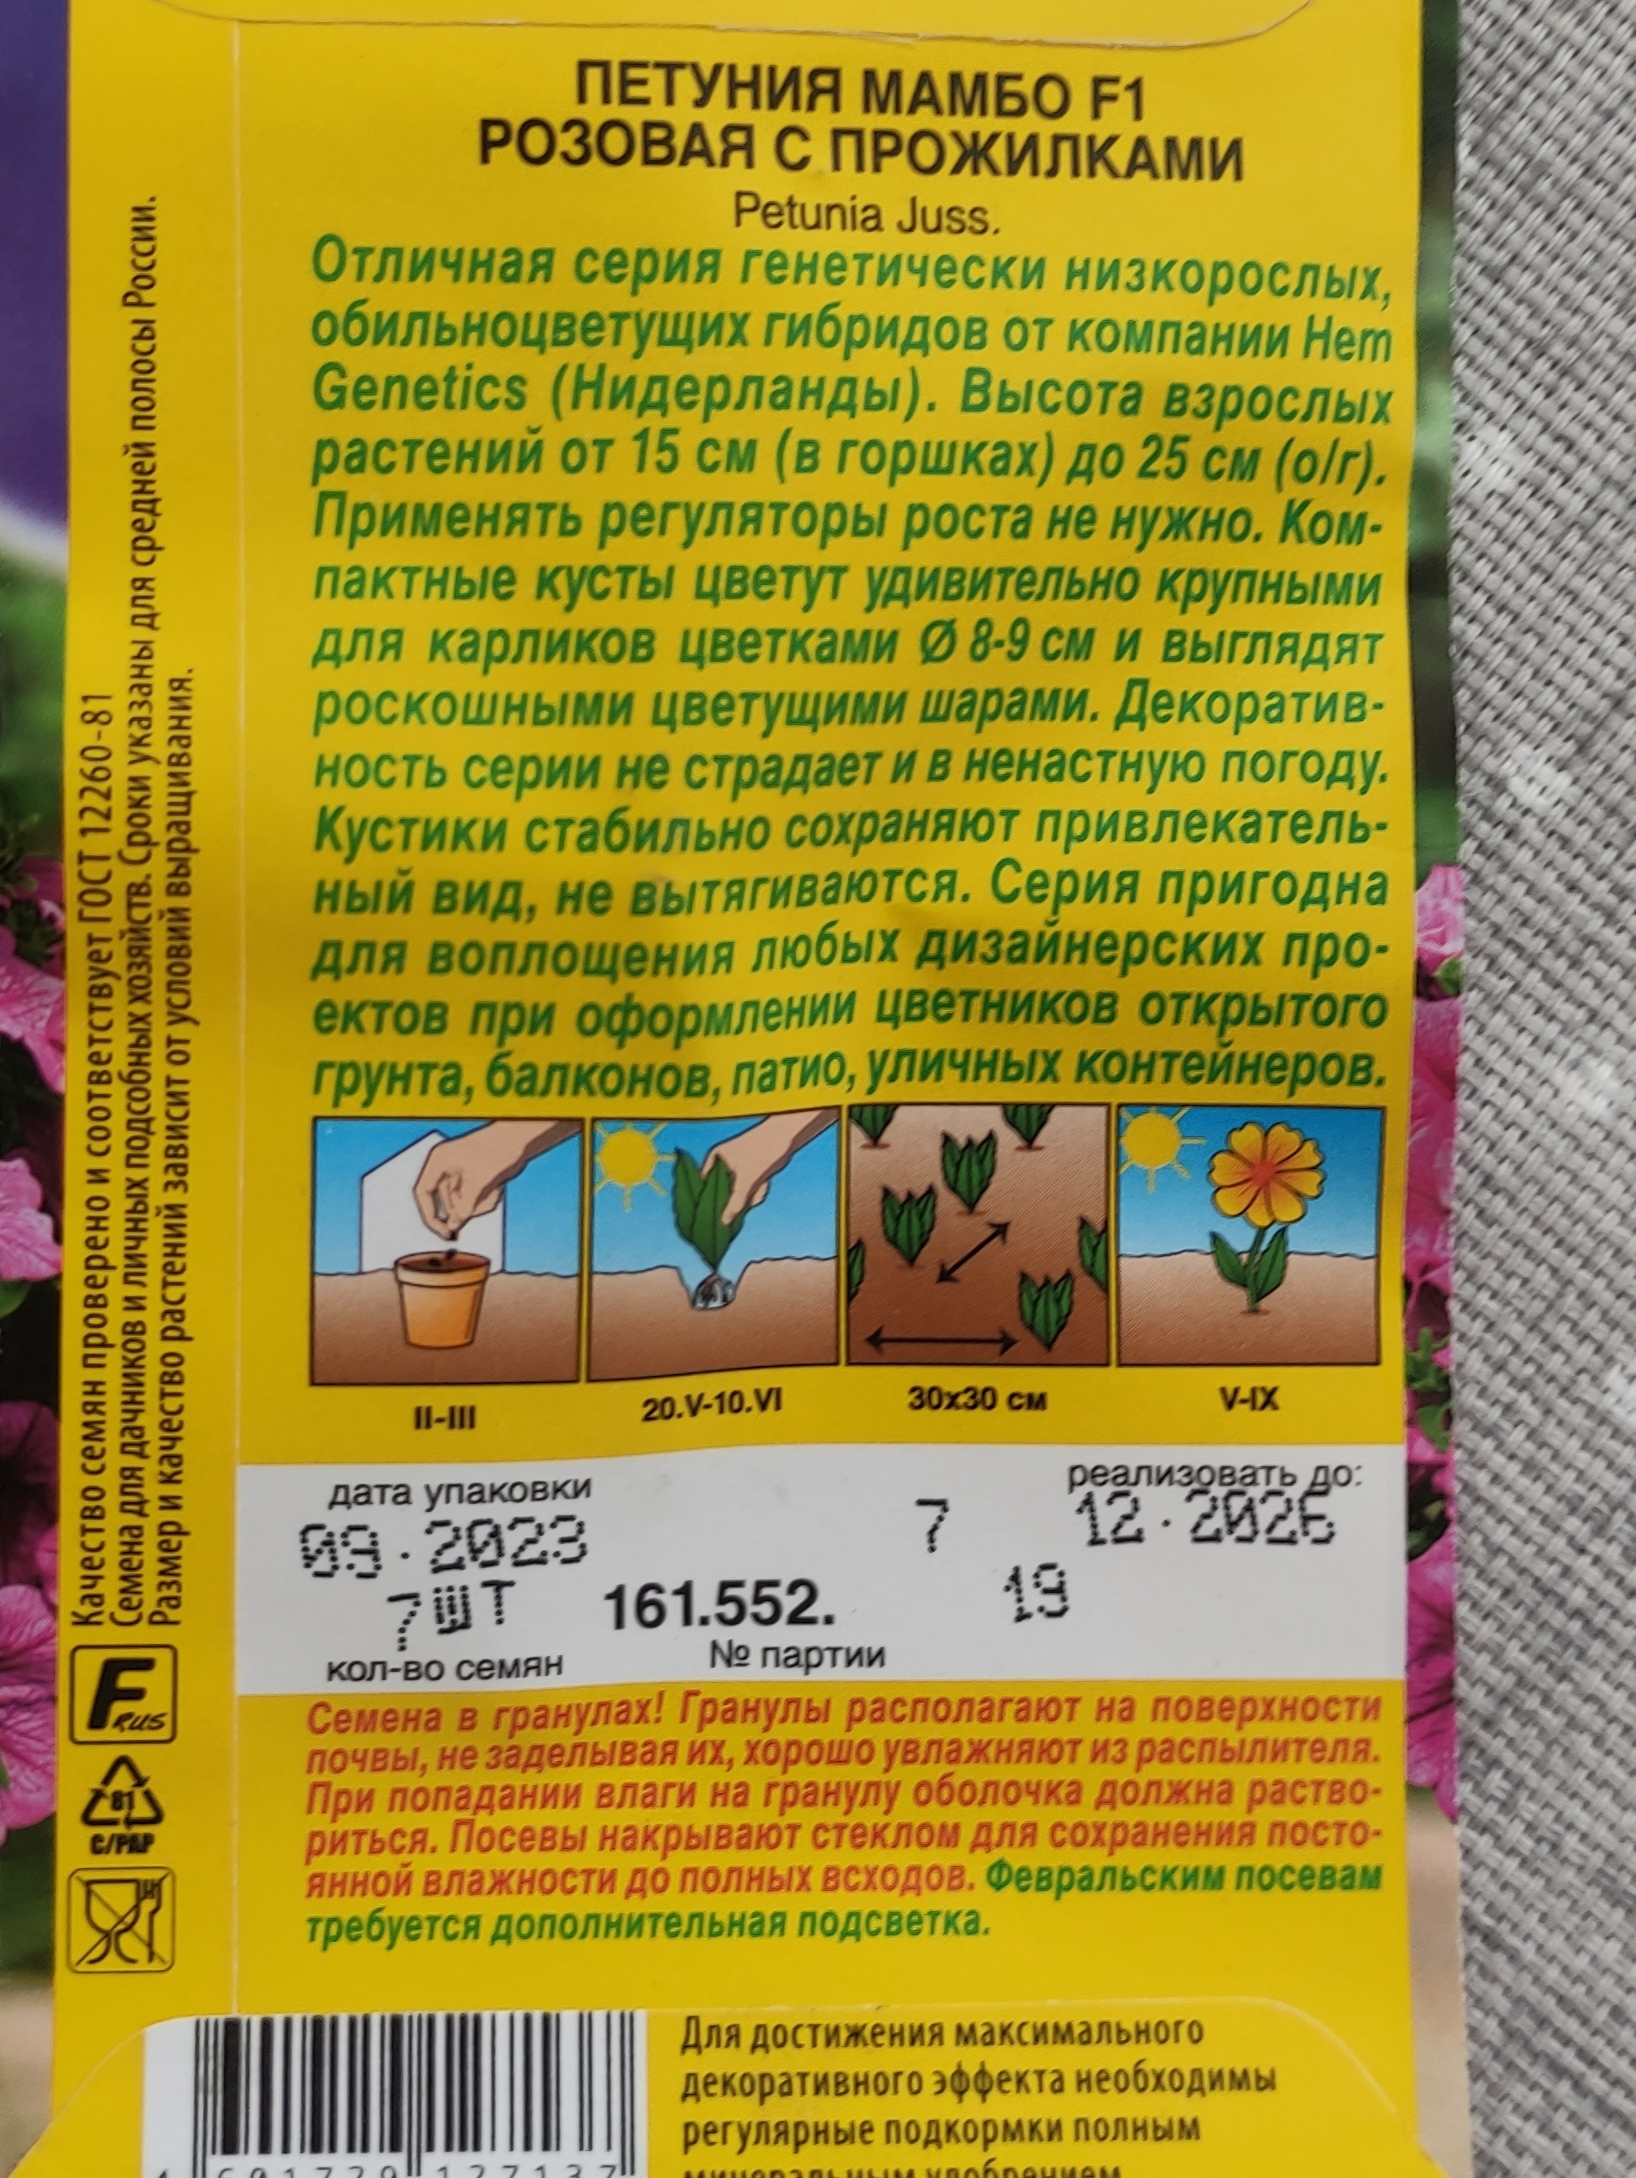 ПЕТУНИЯ МАМБО F1
РОЗОВАЯ С ПРОЖИЛКАМИ
Petunia Juss.
Отличная серия генетически низкорослых,
обильноцветущих гибридов от компании Hem
Genetics (Нидерланды). Высота взрослых
растений от 15 см (в горшках) до 25 см (о/г).
Применять регуляторы роста не нужно. Ком-
пактные кусты цветут удивительно крупными
для карликов цветками Ø 8-9 см и выглядят
роскошными цветущими шарами. Декоратив-
ность серии не страдает и в ненастную погоду.
Кустики стабильно сохраняют привлекатель-
ный вид, не вытягиваются. Серия пригодна
для воплощения любых дизайнерских про-
ектов при оформлении цветников открытого
грунта, балконов, патио, уличных контейнеров.
II-III 20.V-10.VI 30х30 см V-IX
дата упаковки реализовать до:
09.2023 7 12.2026
7ШТ 161.552. 19
кол-во семян № партии
Семена в гранулах! Гранулы располагают на поверхности
почвы, не заделывая их, хорошо увлажняют из распылителя.
При попадании влаги на гранулу оболочка должна раство-
риться. Посевы накрывают стеклом для сохранения посто-
янной влажности до полных всходов. Февральским посевам
требуется дополнительная подсветка.
Для достижения максимального
декоративного эффекта необходимы
регулярные подкормки полным
минеральным удобрением
Качество семян проверено и соответствует ГОСТ 12260-81
Семена для дачников и личных подсобных хозяйств. Сроки указаны для средней полосы России.
Размер и качество растений зависит от условий выращивания.
F RUS
81
C/PAP